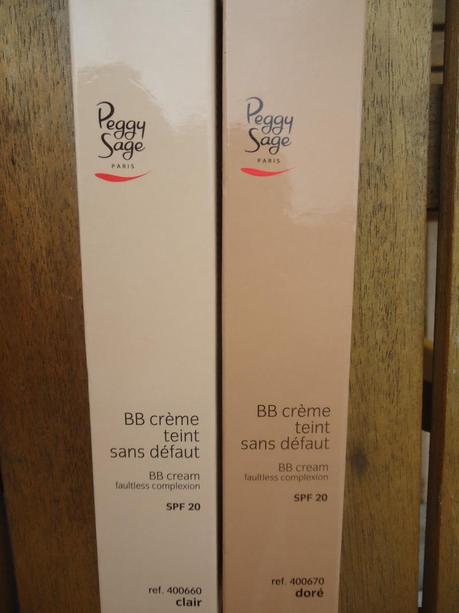 Peggy
Sage
PARIS
BB crème
teint
sans défaut
BB cream
faultless complexion
SPF 20
ref. 400660
clair
Peggy
Sage
PARIS
BB crème
teint
sans défaut
BB cream
faultless complexion
SPF 20
ref. 400670
doré